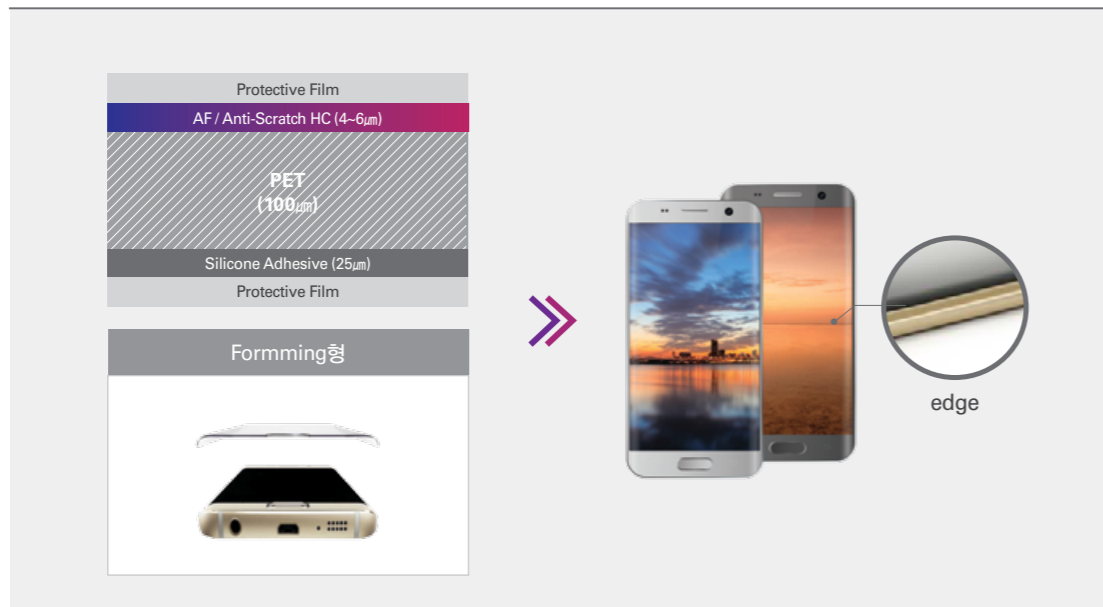 Protective Film
AF / Anti-Scratch HC (4~6㎛)
PET
(100㎛)
Silicone Adhesive (25㎛)
Protective Film
Formming형
edge